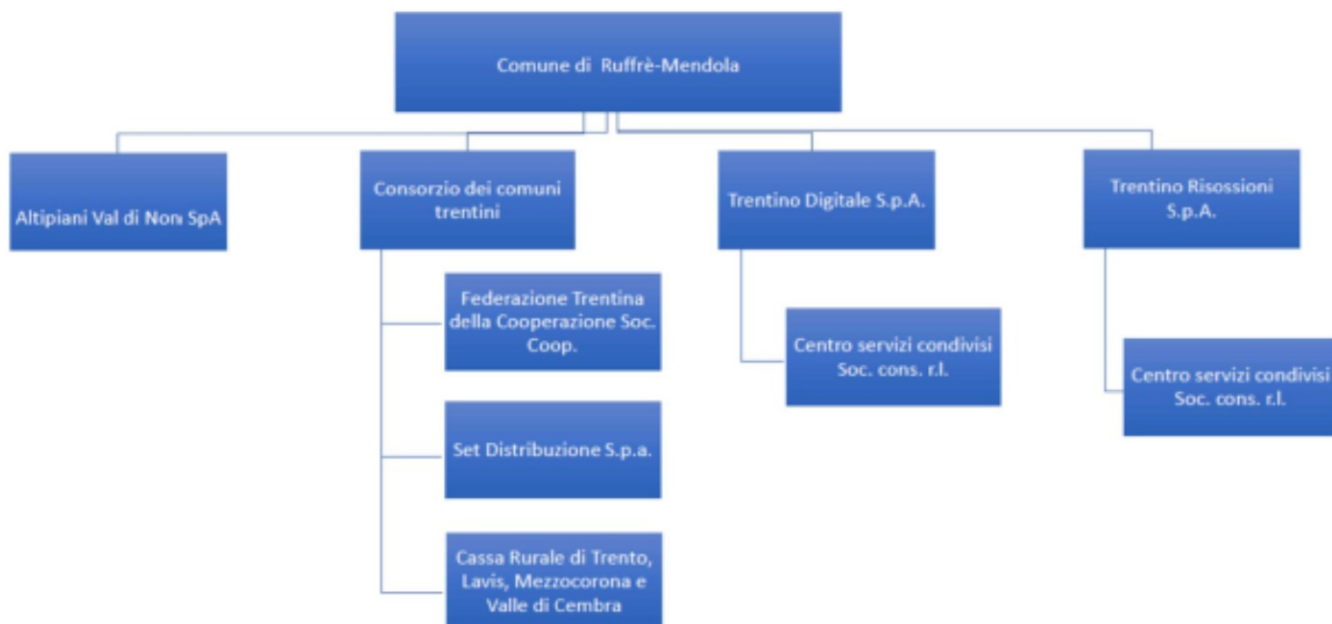 Comune di Ruffrè-Mendola
Altipiani Val di Non SpA
Consorzio dei comuni
trentini
Trentino Digitale S.p.A.
Trentino Risossioni
S.p.A.
Federazione Trentina
della Cooperazione Soc.
Coop.
Centro servizi condivisi
Soc. cons. r.l.
Centro servizi condivisi
Soc. cons. r.l.
Set Distribuzione S.p.a.
Cassa Rurale di Trento,
Lavis, Mezzocorona e
Valle di Cembra